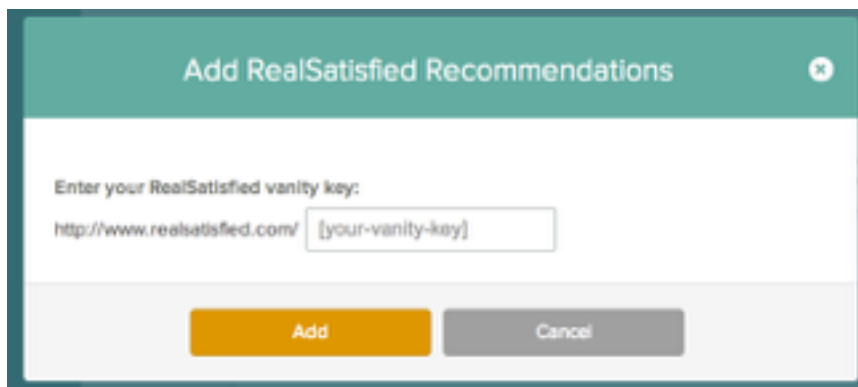 Add RealSatisfied Recommendations
Enter your RealSatisfied vanity key:
http://www.realsatisfied.com/ [your-vanity-key]
Add Cancel